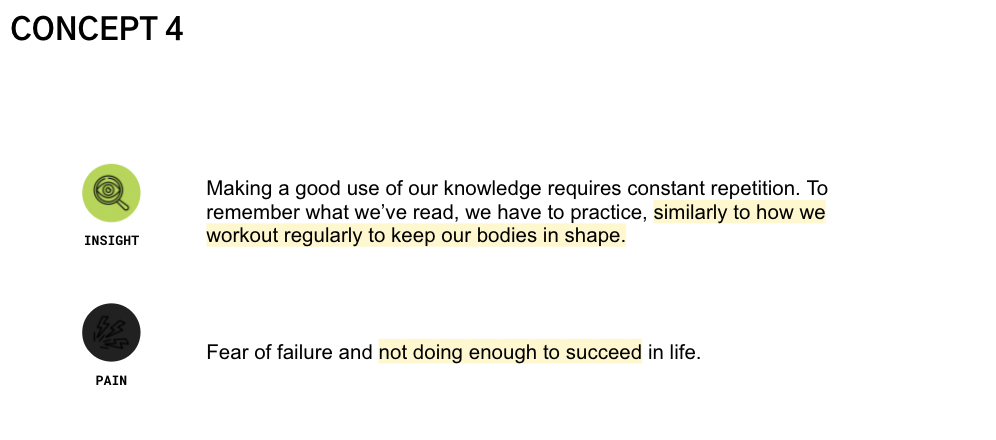 CONCEPT 4
Making a good use of our knowledge requires constant repetition. To
remember what we’ve read, we have to practice, similarly to how we
workout regularly to keep our bodies in shape.
INSIGHT
Fear of failure and not doing enough to succeed in life.
PAIN